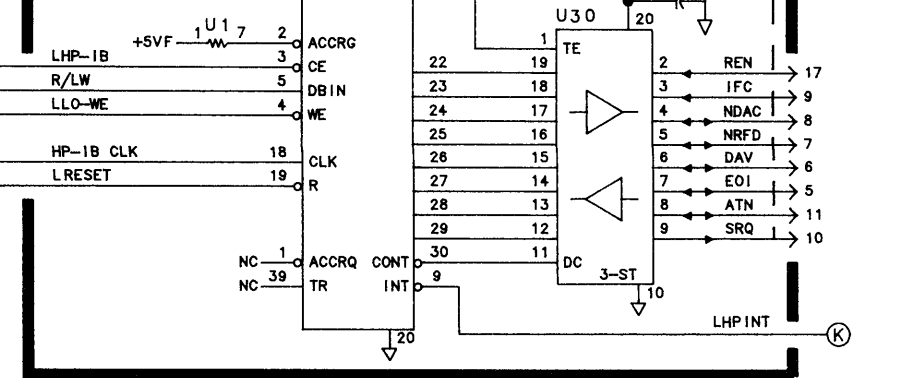 U30
20
U1
1 7
+5VF 2 ACCRG
1 TE
LHP-IB 3 CE 22 19 2 REN 17
R/LW 5 DBIN 23 18 3 IFC 9
LLO-WE 4 WE 24 17 4 NDAC 8
25 16 5 NRFD 7
HP-IB CLK 18 CLK 26 15 6 DAV 6
LRESET 19 R 27 14 7 EOI 5
28 13 8 ATN 11
29 12 9 SRQ 10
NC 1 ACCRQ CONT 30 11 DC
3-ST
NC 39 TR INT 9
10
LHPINT K
20